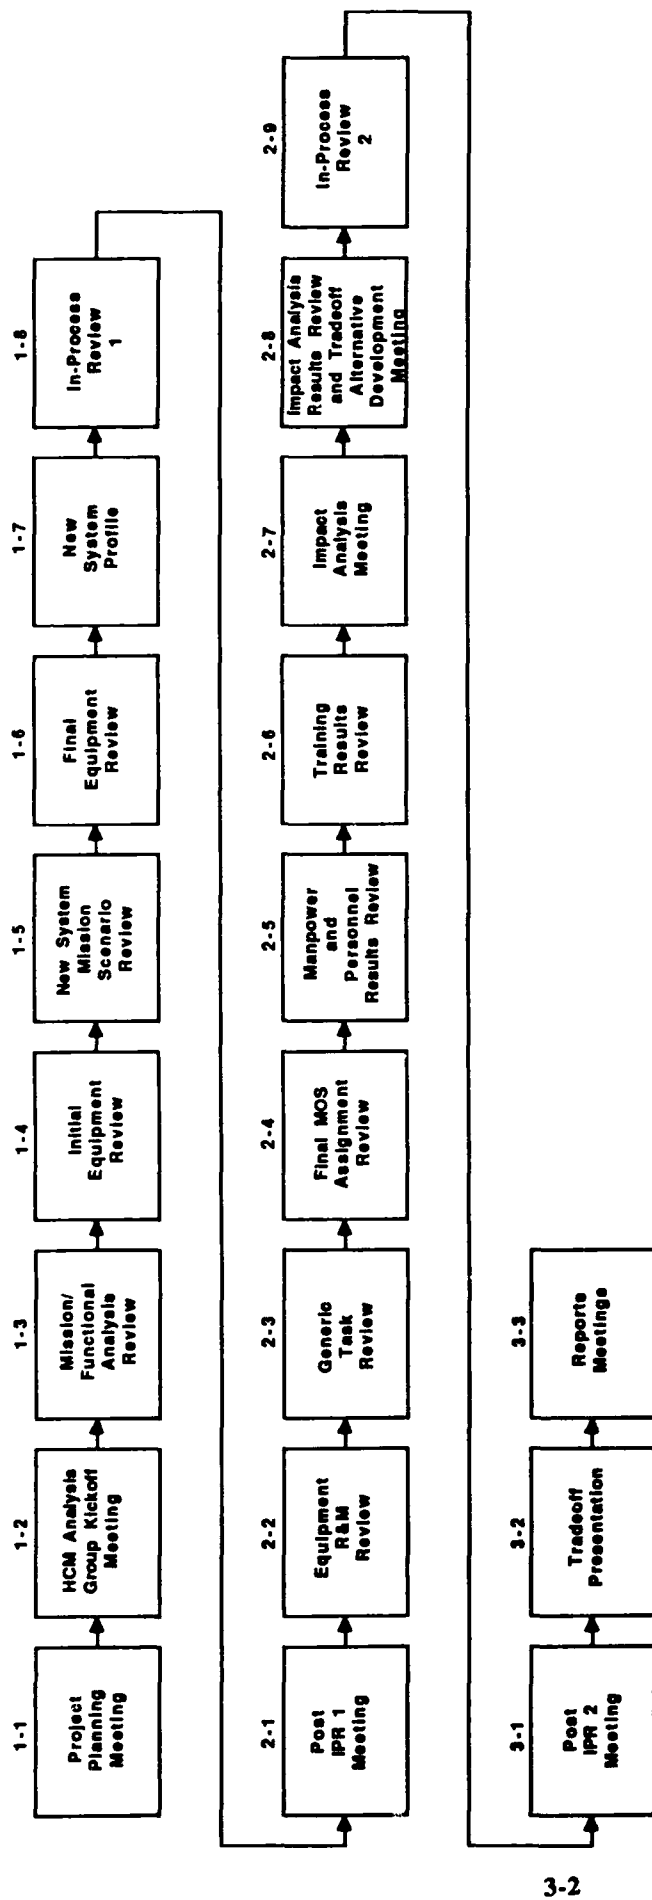 1-1
Project
Planning
Meeting
1-2
HCM Analysis
Group Kickoff
Meeting
1-3
Mission/
Functional
Analysis
Review
1-4
Initial
Equipment
Review
1-5
New System
Mission
Scenario
Review
1-6
Final
Equipment
Review
1-7
New
System
Profile
1-8
In-Process
Review
1
2-1
Post
IPR 1
Meeting
2-2
Equipment
R&M
Review
2-3
Generic
Task
Review
2-4
Final MOS
Assignment
Review
2-5
Manpower
and
Personnel
Results Review
2-6
Training
Results
Review
2-7
Impact
Analysis
Meeting
2-8
Impact Analysis
Results Review
and Tradeoff
Alternative
Development
Meeting
2-9
In-Process
Review
2
3-1
Post
IPR 2
Meeting
3-2
Tradeoff
Presentation
3-3
Reports
Meetings
3-2